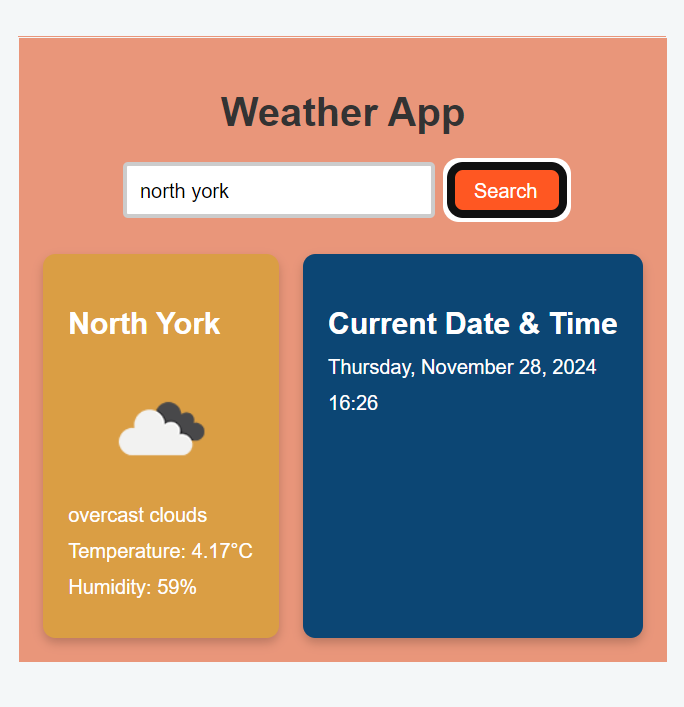 Weather App
north york
Search
North York
overcast clouds
Temperature: 4.17°C
Humidity: 59%
Current Date & Time
Thursday, November 28, 2024
16:26